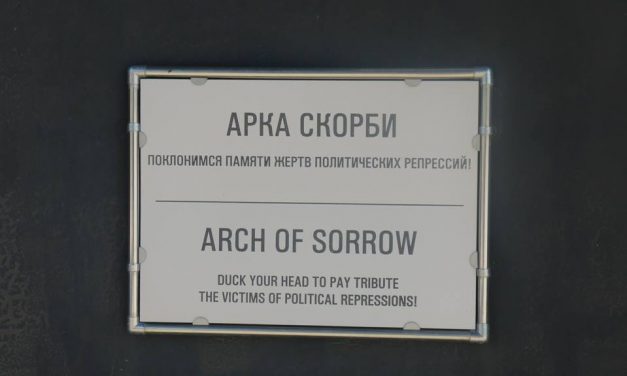 АРКА СКОРБИ
ПОКЛОНИМСЯ ПАМЯТИ ЖЕРТВ ПОЛИТИЧЕСКИХ РЕПРЕССИЙ!
ARCH OF SORROW
DUCK YOUR HEAD TO PAY TRIBUTE
THE VICTIMS OF POLITICAL REPRESSIONS!